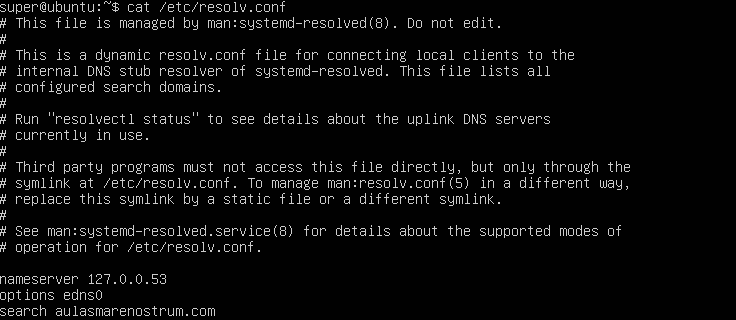 super@ubuntu:~$ cat /etc/resolv.conf
# This file is managed by man:systemd-resolved(8). Do not edit.
#
# This is a dynamic resolv.conf file for connecting local clients to the
# internal DNS stub resolver of systemd-resolved. This file lists all
# configured search domains.
#
# Run "resolvectl status" to see details about the uplink DNS servers
# currently in use.
#
# Third party programs must not access this file directly, but only through the
# symlink at /etc/resolv.conf. To manage man:resolv.conf(5) in a different way,
# replace this symlink by a static file or a different symlink.
#
# See man:systemd-resolved.service(8) for details about the supported modes of
# operation for /etc/resolv.conf.

nameserver 127.0.0.53
options edns0
search aulasmarenostrum.com